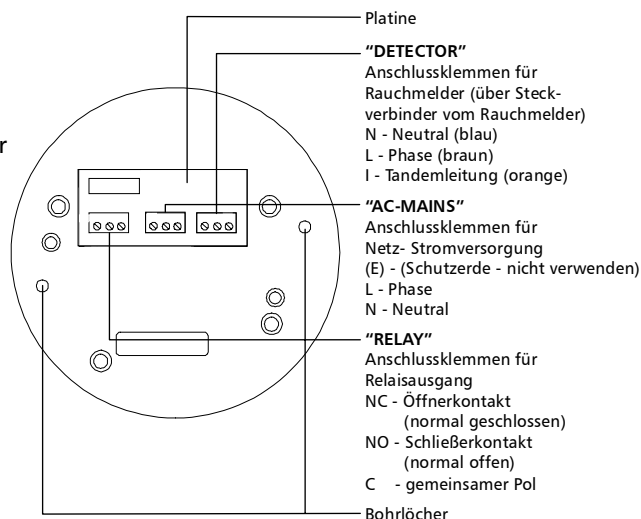 Platine
“DETECTOR”
Anschlussklemmen für
Rauchmelder (über Steck-
verbinder vom Rauchmelder)
N - Neutral (blau)
L - Phase (braun)
I - Tandemleitung (orange)
r
“AC-MAINS”
Anschlussklemmen für
Netz- Stromversorgung
(E) - (Schutzerde - nicht verwenden)
L - Phase
N - Neutral
“RELAY”
Anschlussklemmen für
Relaisausgang
NC - Öffnerkontakt
(normal geschlossen)
NO - Schließerkontakt
(normal offen)
C - gemeinsamer Pol
Bohrlöcher